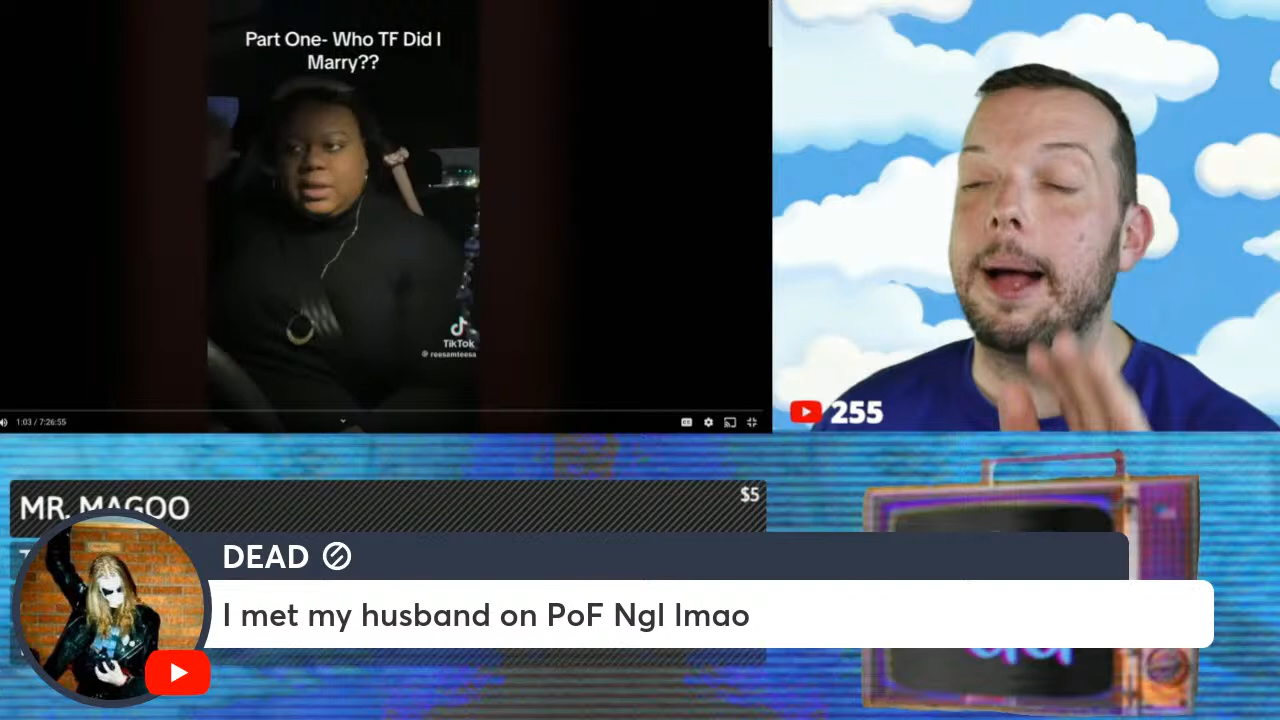 Part One- Who TF Did I
Marry??
TikTok
@ reesamteesa
1:03 / 7:26:55
255
MR. MAGOO
$5
DEAD
I met my husband on PoF Ngl lmao